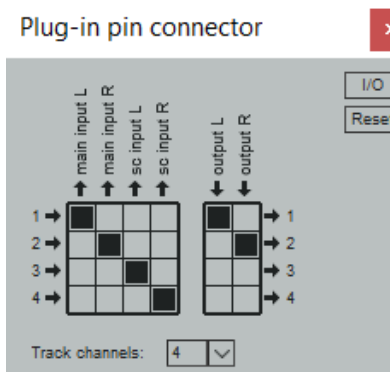 Plug-in pin connector
I/O
Reset
main input L
main input R
sc input L
sc input R
output L
output R
1
2
3
4
1
2
3
4
Track channels:
4